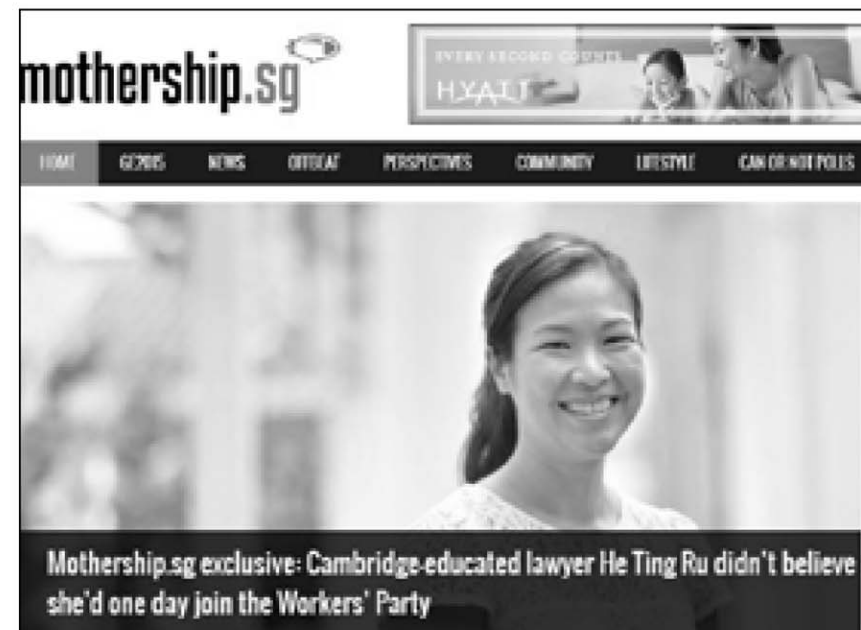 mothership.sg
EVERY SECOND COUNTS
HYATT
HOME GE2015 NEWS OFFBEAT PERSPECTIVES COMMUNITY LIFESTYLE CAN OR NOT POLLS
Mothership.sg exclusive: Cambridge-educated lawyer He Ting Ru didn't believe
she'd one day join the Workers' Party